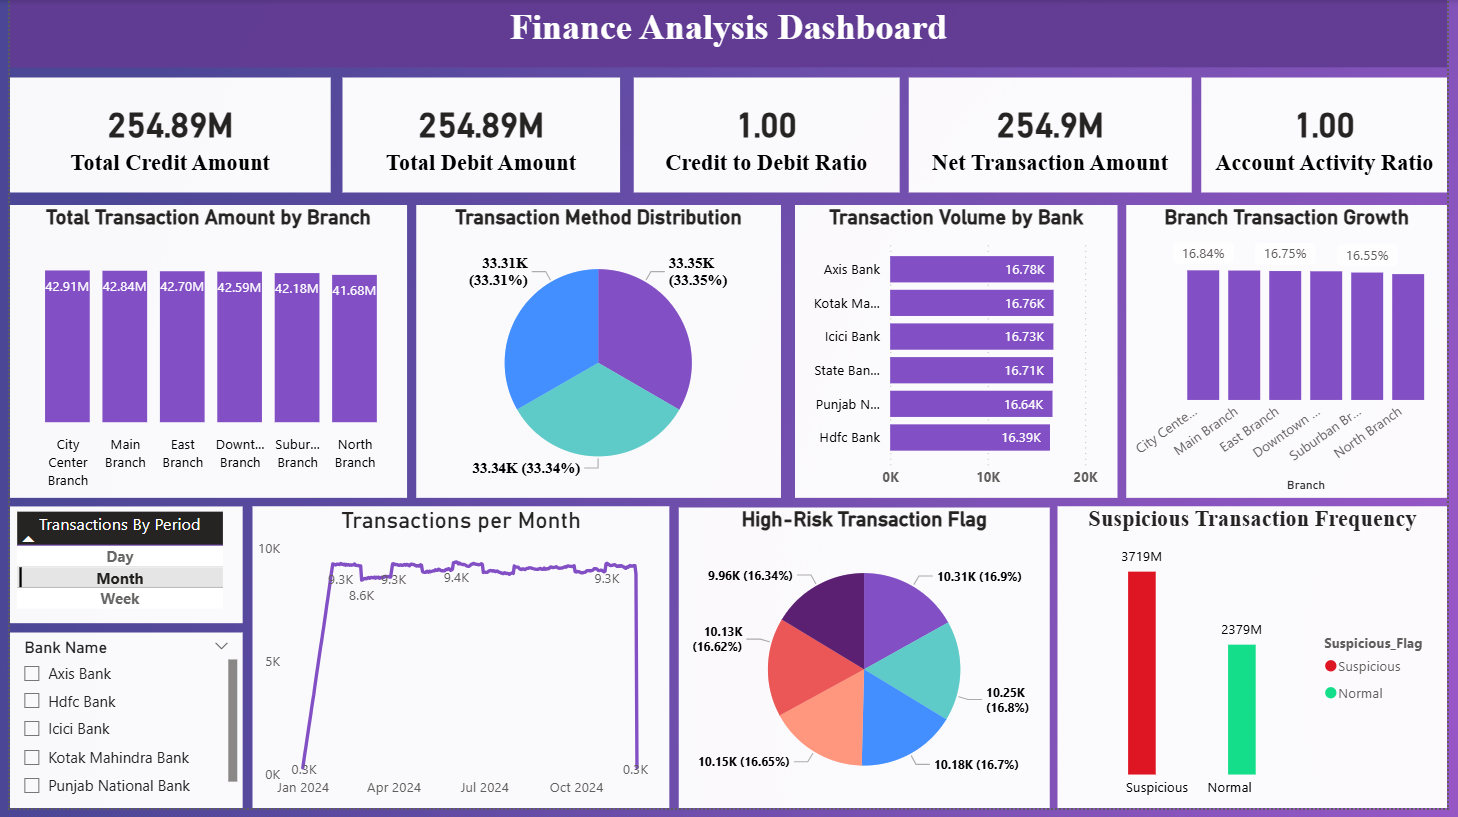 Finance Analysis Dashboard
254.89M
Total Credit Amount
254.89M
Total Debit Amount
1.00
Credit to Debit Ratio
254.9M
Net Transaction Amount
1.00
Account Activity Ratio
Total Transaction Amount by Branch
42.91M
42.84M
42.70M
42.59M
42.18M
41.68M
City
Center
Branch
Main
Branch
East
Branch
Downt...
Branch
Subur...
Branch
North
Branch
Transaction Method Distribution
33.31K
(33.31%)
33.35K
(33.35%)
33.34K (33.34%)
Transaction Volume by Bank
Axis Bank 16.78K
Kotak Ma... 16.76K
Icici Bank 16.73K
State Ban... 16.71K
Punjab N... 16.64K
Hdfc Bank 16.39K
0K 10K 20K
Branch Transaction Growth
16.84% 16.75% 16.55%
City Cente...
Main Branch
East Branch
Downtown ...
Suburban Br...
North Branch
Branch
Transactions By Period
Day
Month
Week
Bank Name
Axis Bank
Hdfc Bank
Icici Bank
Kotak Mahindra Bank
Punjab National Bank
Transactions per Month
10K
5K
0K
9.3K
8.6K
9.3K
9.4K
9.3K
0.3K
0.3K
Jan 2024 Apr 2024 Jul 2024 Oct 2024
High-Risk Transaction Flag
9.96K (16.34%)
10.31K (16.9%)
10.13K
(16.62%)
10.25K
(16.8%)
10.15K (16.65%)
10.18K (16.7%)
Suspicious Transaction Frequency
3719M
2379M
Suspicious Normal
Suspicious_Flag
Suspicious
Normal